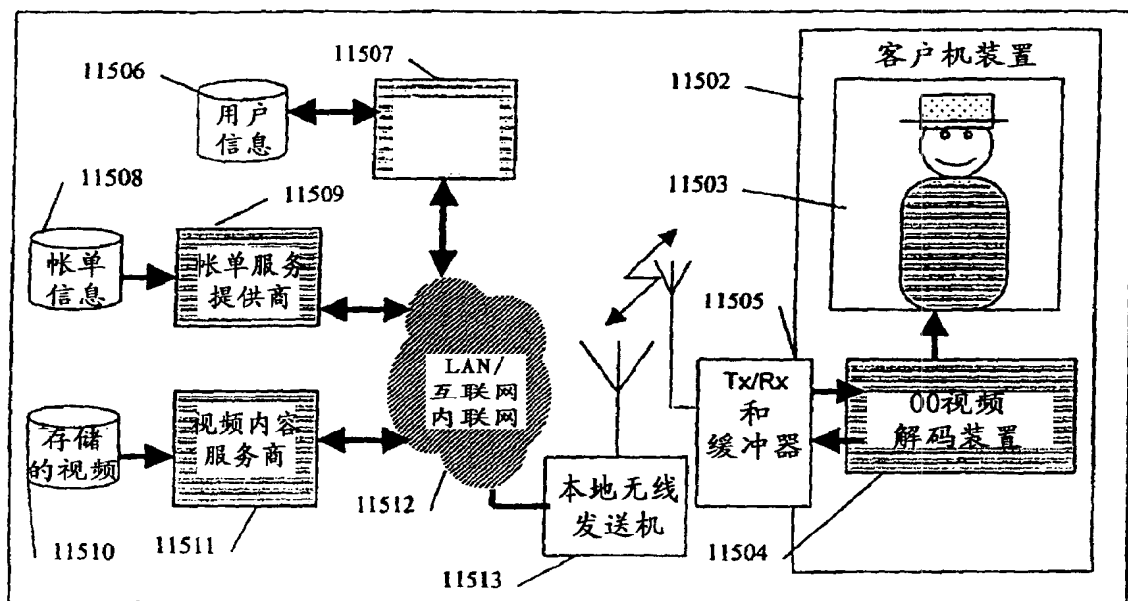 11506
11507
用户
信息
11508
11509
帐单
信息
帐单服务
提供商
存储
的视频
视频内容
服务商
11510
11511
LAN/
互联网
内联网
11512
本地无线
发送机
11513
客户机装置
11502
11503
11505
Tx/Rx
和
缓冲器
OO视频
解码装置
11504